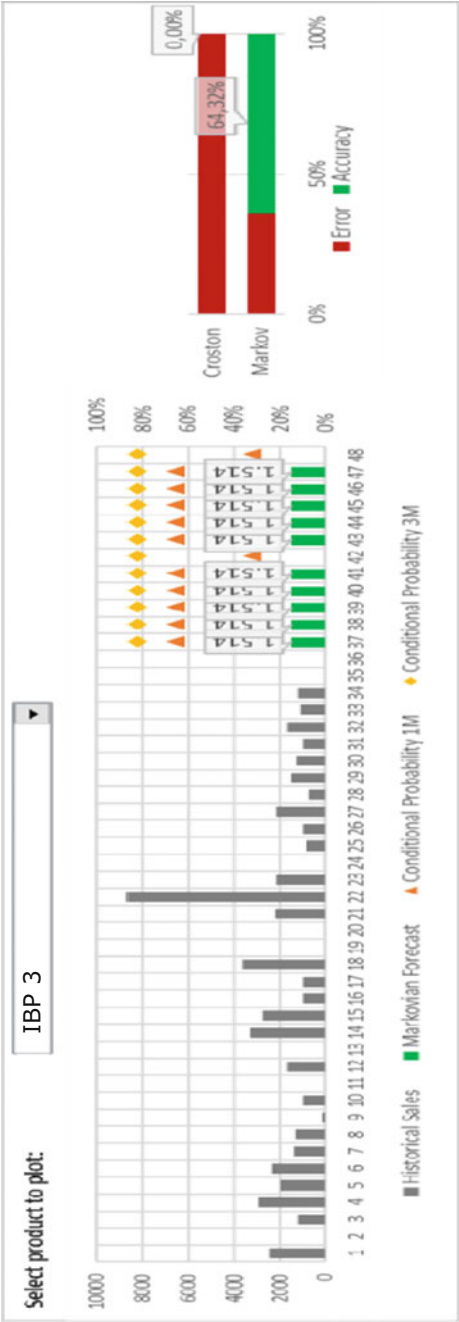 Select product to plot:
IBP 3
10000
8000
6000
4000
2000
0
100%
80%
60%
40%
20%
0%
1.514 1.514 1.514 1.514 1.514 1.514 1.514 1.514 1.514 1.514
1 2 3 4 5 6 7 8 9 10 11 12 13 14 15 16 17 18 19 20 21 22 23 24 25 26 27 28 29 30 31 32 33 34 35 36 37 38 39 40 41 42 43 44 45 46 47 48
Historical Sales Markovian Forecast Conditional Probability 1M Conditional Probability 3M
0,00%
Croston
64,32%
Markov
0% 50% 100%
Error Accuracy